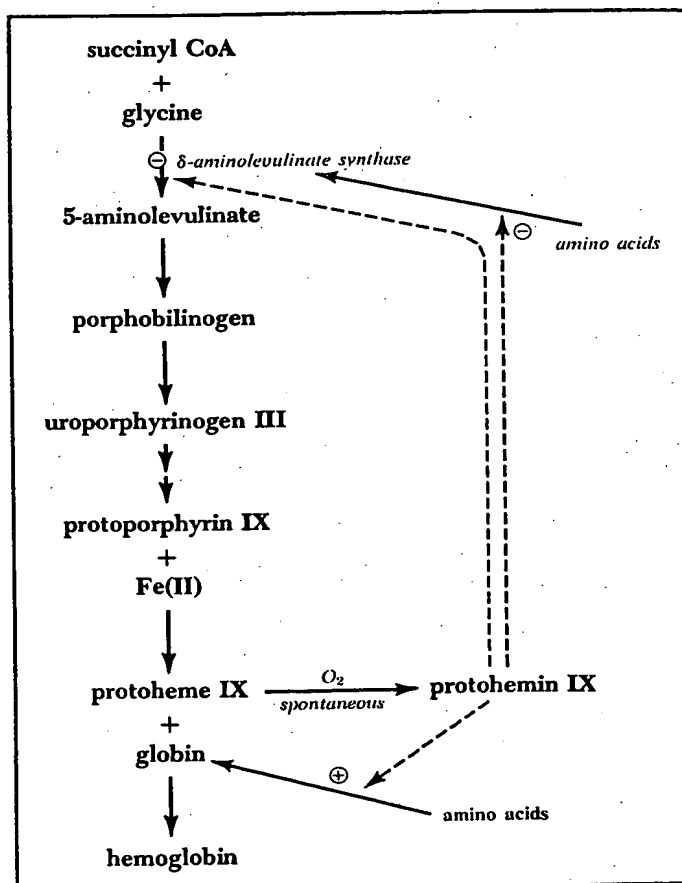 succinyl CoA
+
glycine
⊖ δ-aminolevulinate synthase
5-aminolevulinate
⊖
amino acids
porphobilinogen
uroporphyrinogen III
protoporphyrin IX
+
Fe(II)
protoheme IX
O₂
spontaneous
protohemin IX
+
globin
⊕
amino acids
hemoglobin